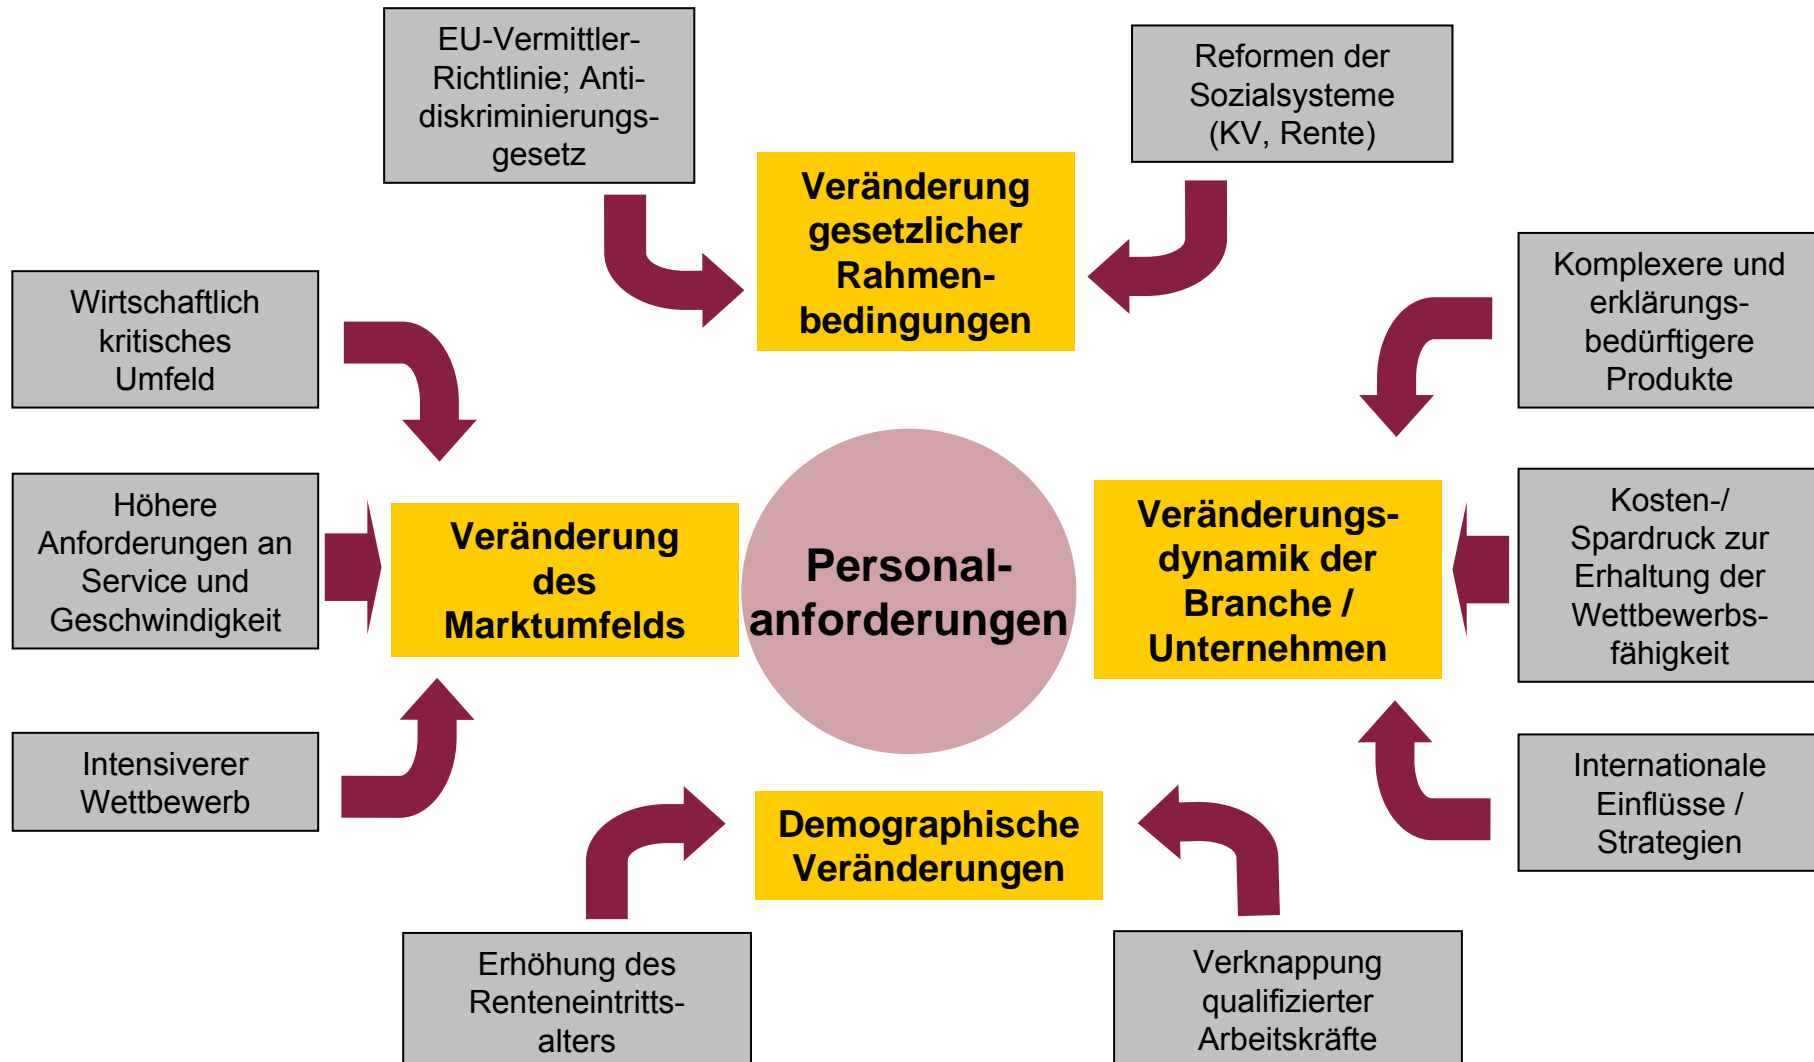 EU-Vermittler-
Richtlinie; Anti-
diskriminierungs-
gesetz
Reformen der
Sozialsysteme
(KV, Rente)
Veränderung
gesetzlicher
Rahmen-
bedingungen
Wirtschaftlich
kritisches
Umfeld
Komplexere und
erklärungs-
bedürftigere
Produkte
Höhere
Anforderungen an
Service und
Geschwindigkeit
Veränderung
des
Marktumfelds
Personal-
anforderungen
Veränderungs-
dynamik der
Branche /
Unternehmen
Kosten-/
Spardruck zur
Erhaltung der
Wettbewerbs-
fähigkeit
Intensiverer
Wettbewerb
Demographische
Veränderungen
Internationale
Einflüsse /
Strategien
Erhöhung des
Renteneintritts-
alters
Verknappung
qualifizierter
Arbeitskräfte